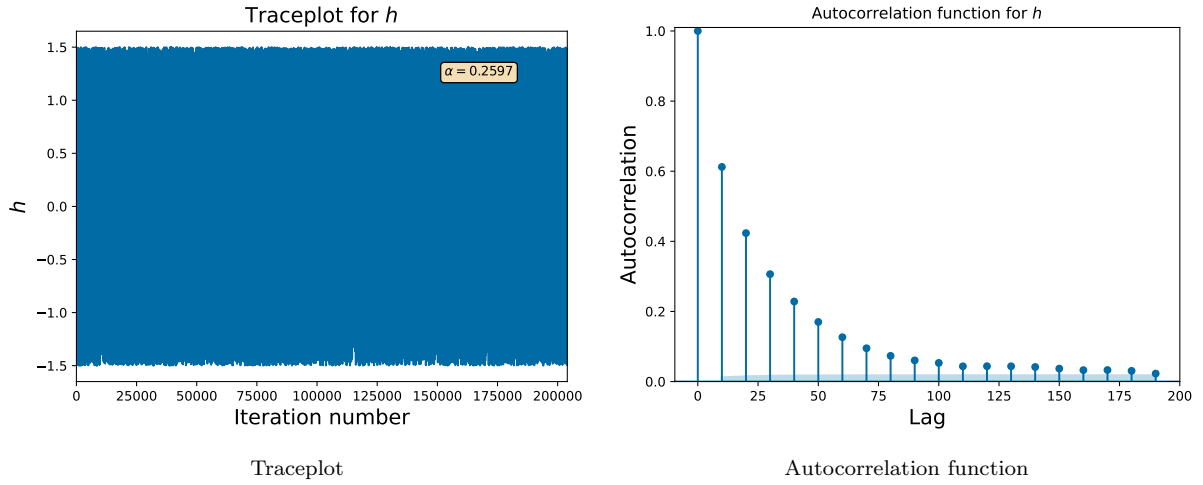 Traceplot for h
1.5
1.0
0.5
0.0
−0.5
−1.0
−1.5
h
α = 0.2597
0 25000 50000 75000 100000 125000 150000 175000 200000
Iteration number
Traceplot
Autocorrelation function for h
1.0
0.8
0.6
0.4
0.2
0.0
Autocorrelation
0 25 50 75 100 125 150 175 200
Lag
Autocorrelation function